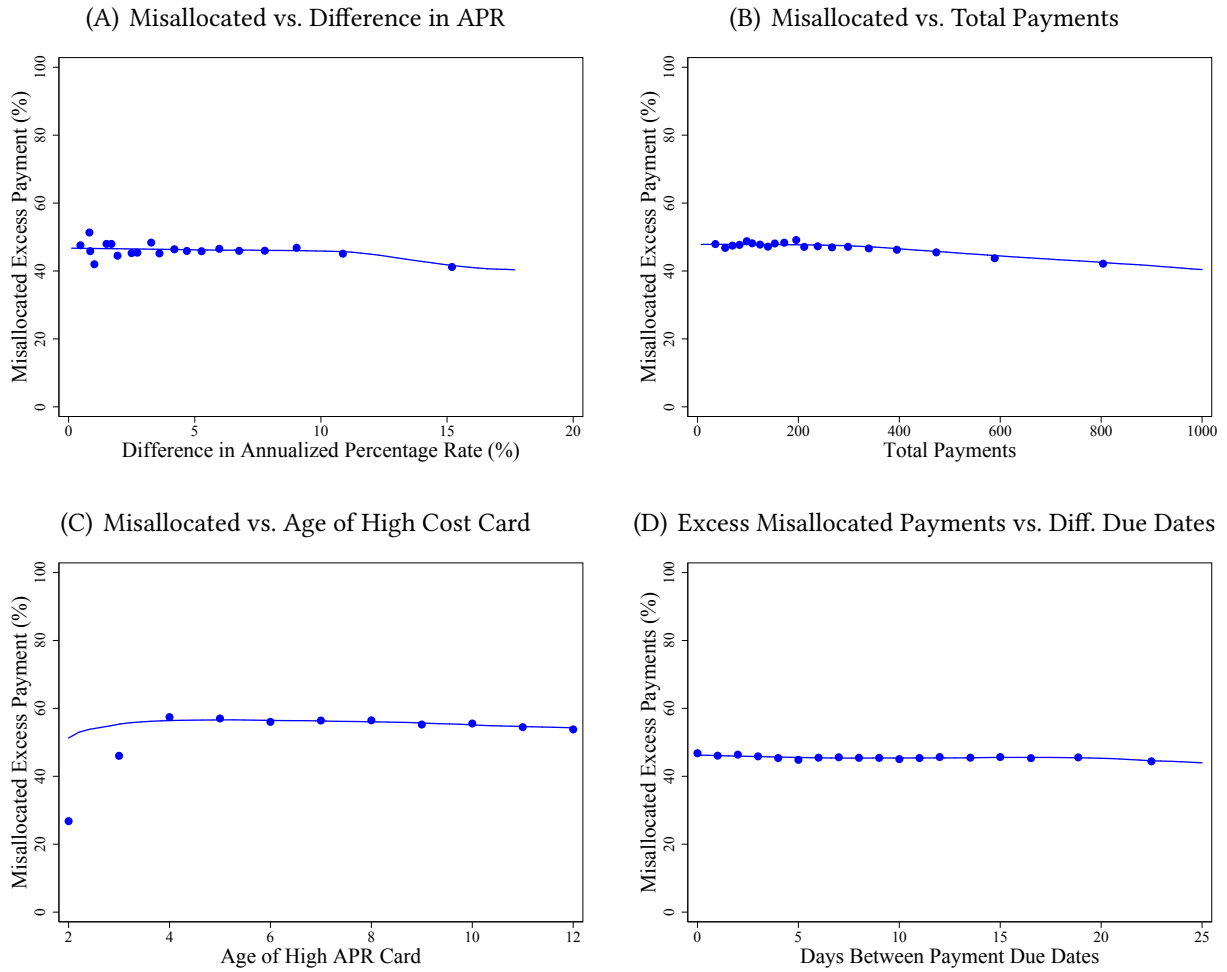 (A) Misallocated vs. Difference in APR
Misallocated Excess Payment (%)
100
80
60
40
20
0
0 5 10 15 20
Difference in Annualized Percentage Rate (%)
(B) Misallocated vs. Total Payments
Misallocated Excess Payment (%)
100
80
60
40
20
0
0 200 400 600 800 1000
Total Payments
(C) Misallocated vs. Age of High Cost Card
Misallocated Excess Payment (%)
100
80
60
40
20
0
2 4 6 8 10 12
Age of High APR Card
(D) Excess Misallocated Payments vs. Diff. Due Dates
Misallocated Excess Payments (%)
100
80
60
40
20
0
0 5 10 15 20 25
Days Between Payment Due Dates